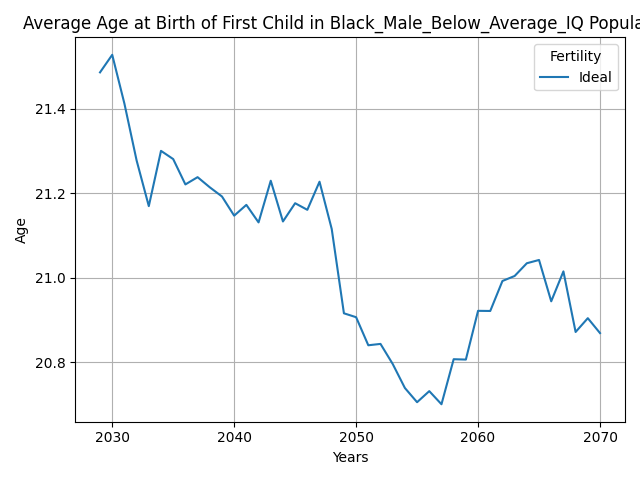 Average Age at Birth of First Child in Black_Male_Below_Average_IQ Popula
Fertility
Ideal
21.4
21.2
21.0
20.8
Age
2030 2040 2050 2060 2070
Years